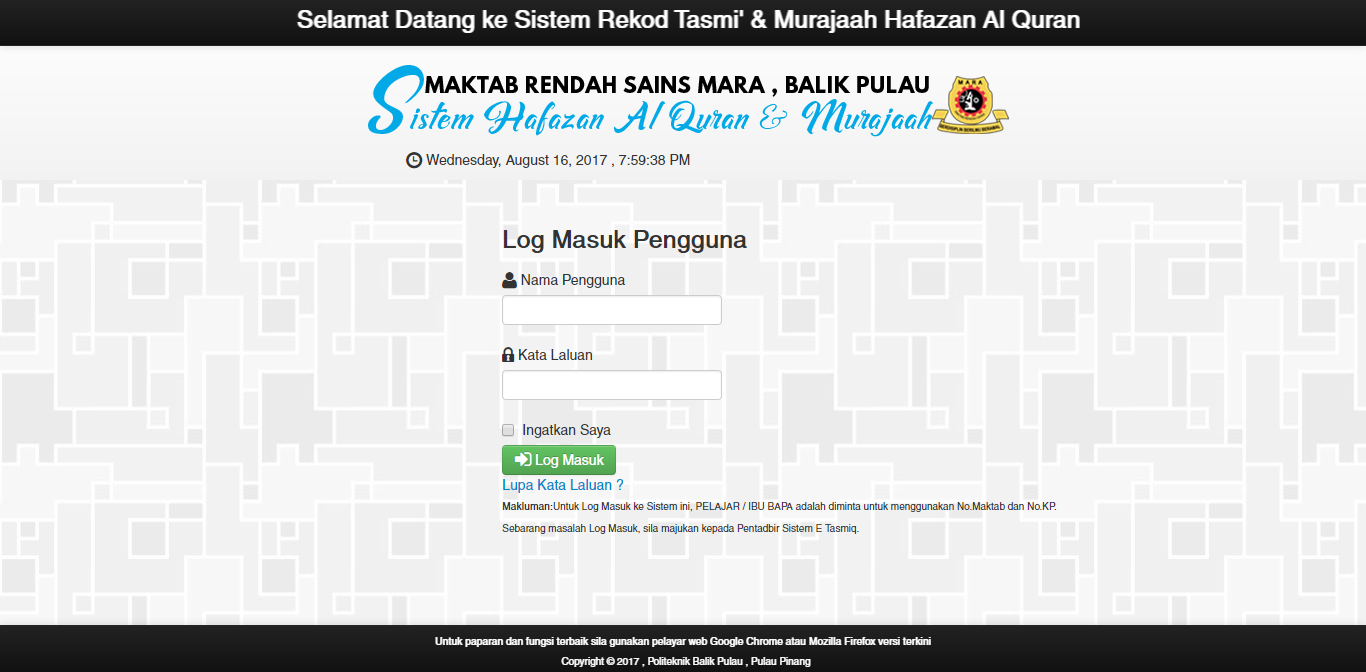 Selamat Datang ke Sistem Rekod Tasmi' & Murajaah Hafazan Al Quran
MAKTAB RENDAH SAINS MARA , BALIK PULAU
Sistem Hafazan Al Quran & Murajaah
MARA
Wednesday, August 16, 2017 , 7:59:38 PM
Log Masuk Pengguna
Nama Pengguna
Kata Laluan
Ingatkan Saya
Log Masuk
Lupa Kata Laluan ?
Makluman:Untuk Log Masuk ke Sistem ini, PELAJAR / IBU BAPA adalah diminta untuk menggunakan No.Maktab dan No.KP.
Sebarang masalah Log Masuk, sila majukan kepada Pentadbir Sistem E Tasmiq.
Untuk paparan dan fungsi terbaik sila gunakan pelayar web Google Chrome atau Mozilla Firefox versi terkini
Copyright © 2017 , Politeknik Balik Pulau , Pulau Pinang